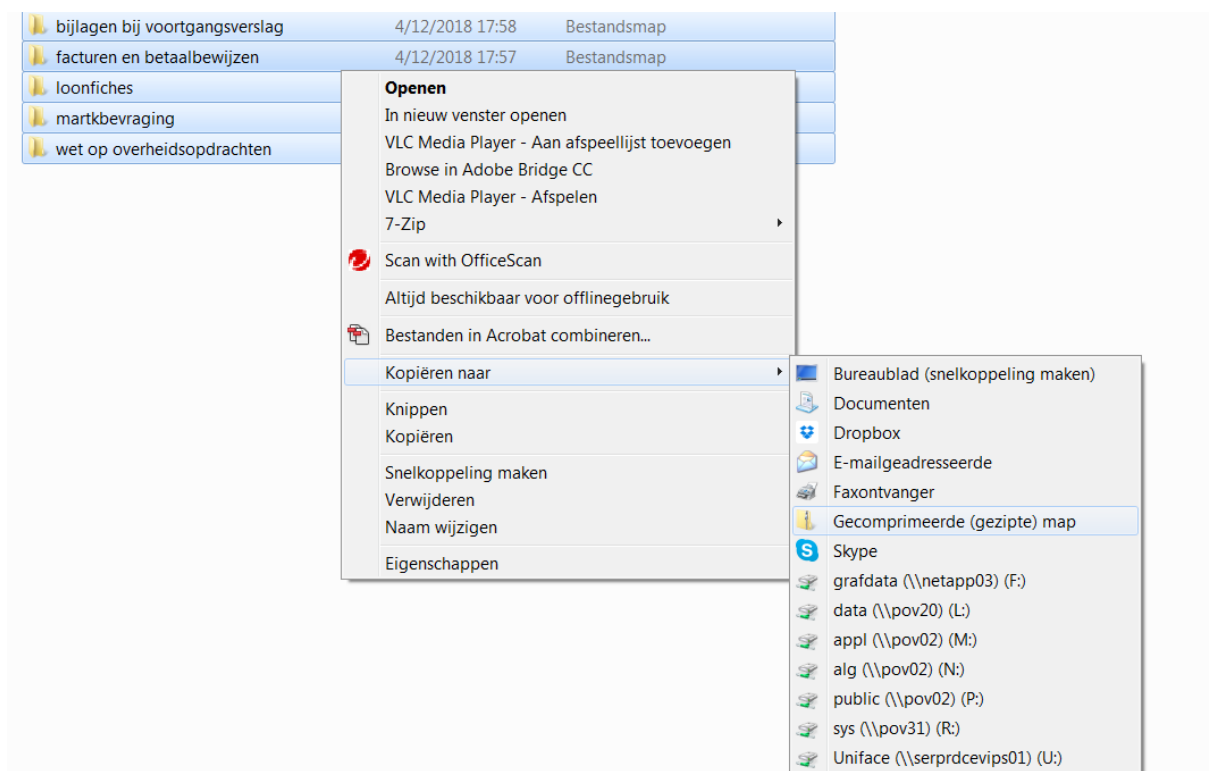 bijlagen bij voortgangsverslag 4/12/2018 17:58 Bestandsmap
facturen en betaalbewijzen 4/12/2018 17:57 Bestandsmap
loonfiches
martkbevraging
wet op overheidsopdrachten
Openen
In nieuw venster openen
VLC Media Player - Aan afspeellijst toevoegen
Browse in Adobe Bridge CC
VLC Media Player - Afspelen
7-Zip
Scan with OfficeScan
Altijd beschikbaar voor offlinegebruik
Bestanden in Acrobat combineren...
Kopiëren naar
Knippen
Kopiëren
Snelkoppeling maken
Verwijderen
Naam wijzigen
Eigenschappen
Bureaublad (snelkoppeling maken)
Documenten
Dropbox
E-mailgeadresseerde
Faxontvanger
Gecomprimeerde (gezipte) map
Skype
grafdata (\\netapp03) (F:)
data (\\pov20) (L:)
appl (\\pov02) (M:)
alg (\\pov02) (N:)
public (\\pov02) (P:)
sys (\\pov31) (R:)
Uniface (\\serprdcevips01) (U:)